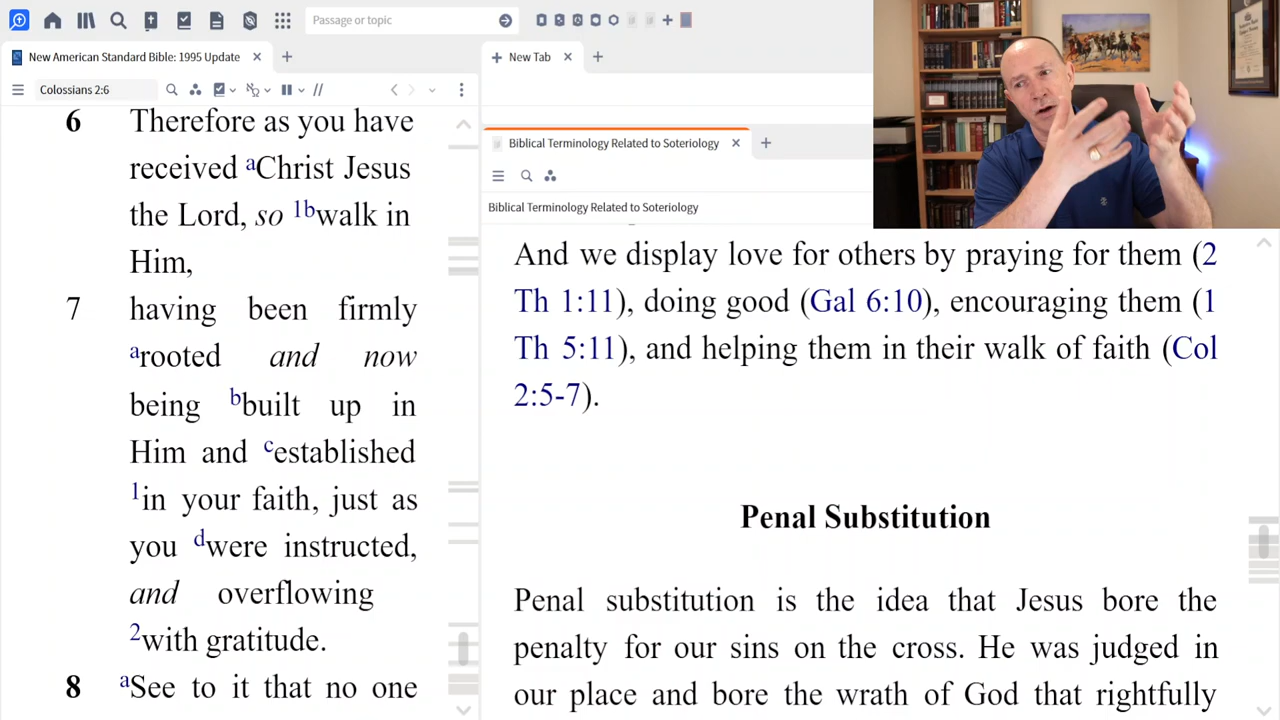 Passage or topic
New American Standard Bible: 1995 Update
New Tab
Colossians 2:6
Biblical Terminology Related to Soteriology
Biblical Terminology Related to Soteriology
6 Therefore as you have
received aChrist Jesus
the Lord, so 1bwalk in
Him,
7 having been firmly
arooted and now
being bbuilt up in
Him and cestablished
1in your faith, just as
you dwere instructed,
and overflowing
2with gratitude.
8 aSee to it that no one
And we display love for others by praying for them (2
Th 1:11), doing good (Gal 6:10), encouraging them (1
Th 5:11), and helping them in their walk of faith (Col
2:5-7).
Penal Substitution
Penal substitution is the idea that Jesus bore the
penalty for our sins on the cross. He was judged in
our place and bore the wrath of God that rightfully